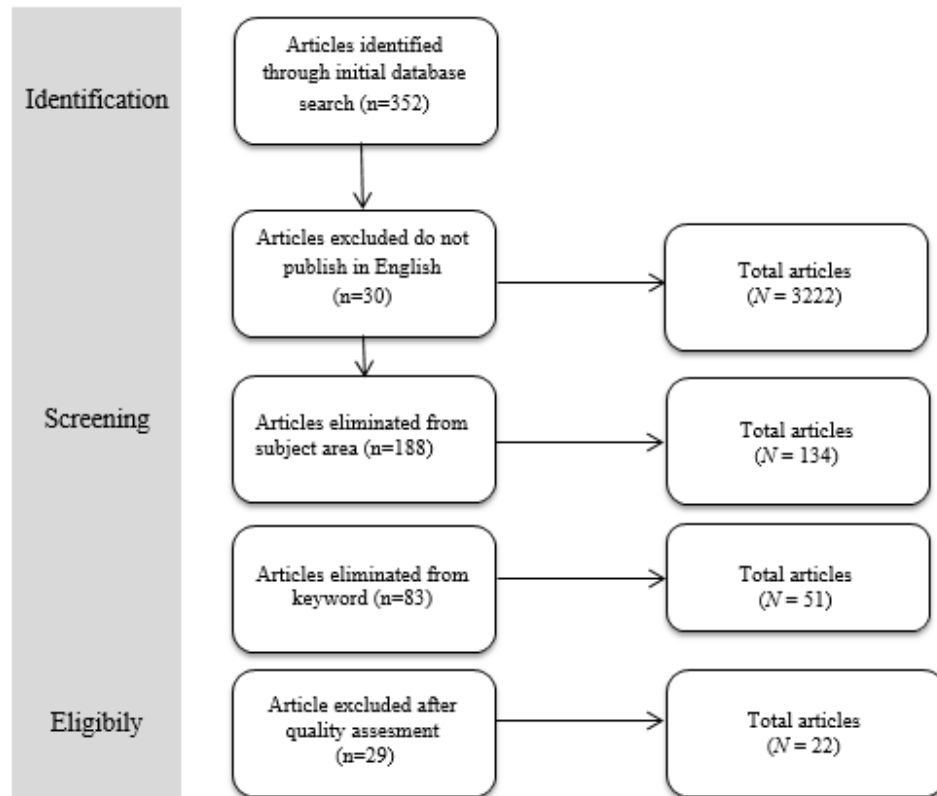 Identification
Articles identified
through initial database
search (n=352)
Articles excluded do not
publish in English
(n=30)
Total articles
(N = 3222)
Screening
Articles eliminated from
subject area (n=188)
Total articles
(N = 134)
Articles eliminated from
keyword (n=83)
Total articles
(N = 51)
Eligibily
Article excluded after
quality assesment
(n=29)
Total articles
(N = 22)